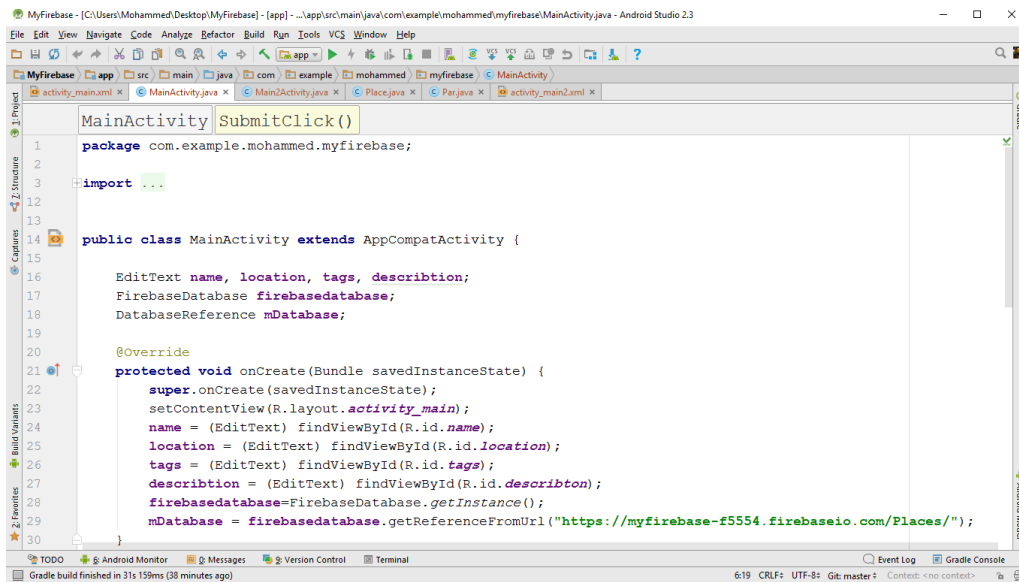 MyFirebase - [C:\Users\Mohammed\Desktop\MyFirebase] - [app] - ...\app\src\main\java\com\example\mohammed\myfirebase\MainActivity.java - Android Studio 2.3
File Edit View Navigate Code Analyze Refactor Build Run Tools VCS Window Help
app
MyFirebase app src main java com example mohammed myfirebase MainActivity
activity_main.xml MainActivity.java Main2Activity.java Place.java Par.java activity_main2.xml
MainActivity SubmitClick()
1 package com.example.mohammed.myfirebase;
2
3 import ...
12
13
14 public class MainActivity extends AppCompatActivity {
15
16 EditText name, location, tags, describtion;
17 FirebaseDatabase firebasedatabase;
18 DatabaseReference mDatabase;
19
20 @Override
21 protected void onCreate(Bundle savedInstanceState) {
22 super.onCreate(savedInstanceState);
23 setContentView(R.layout.activity_main);
24 name = (EditText) findViewById(R.id.name);
25 location = (EditText) findViewById(R.id.location);
26 tags = (EditText) findViewById(R.id.tags);
27 describtion = (EditText) findViewById(R.id.describton);
28 firebasedatabase=FirebaseDatabase.getInstance();
29 mDatabase = firebasedatabase.getReferenceFromUrl("https://myfirebase-f5554.firebaseio.com/Places/");
30 }
1: Project
7: Structure
Captures
Build Variants
2: Favorites
TODO 6: Android Monitor 0: Messages 9: Version Control Terminal Event Log Gradle Console
Gradle build finished in 31s 159ms (38 minutes ago) 6:19 CRLF UTF-8 Git: master Context: <no context>